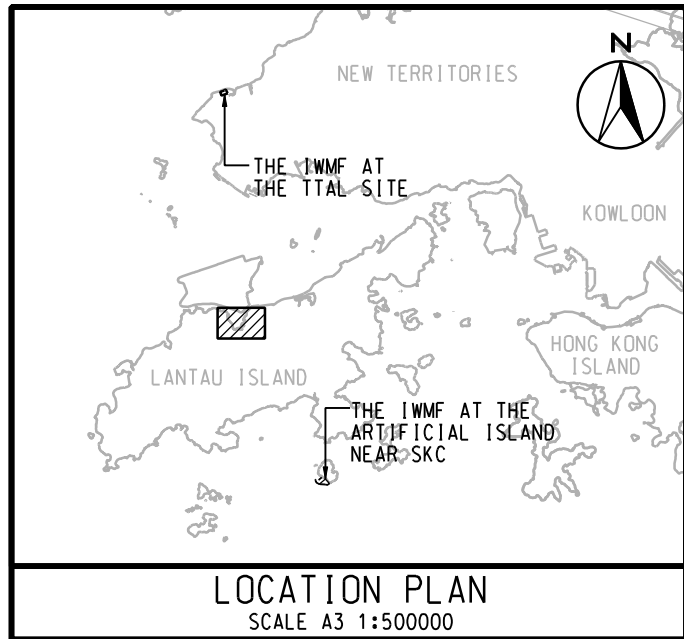 N
NEW TERRITORIES
THE IWMF AT
THE TTAL SITE
KOWLOON
HONG KONG
ISLAND
LANTAU ISLAND
THE IWMF AT THE
ARTIFICIAL ISLAND
NEAR SKC
LOCATION PLAN
SCALE A3 1:500000